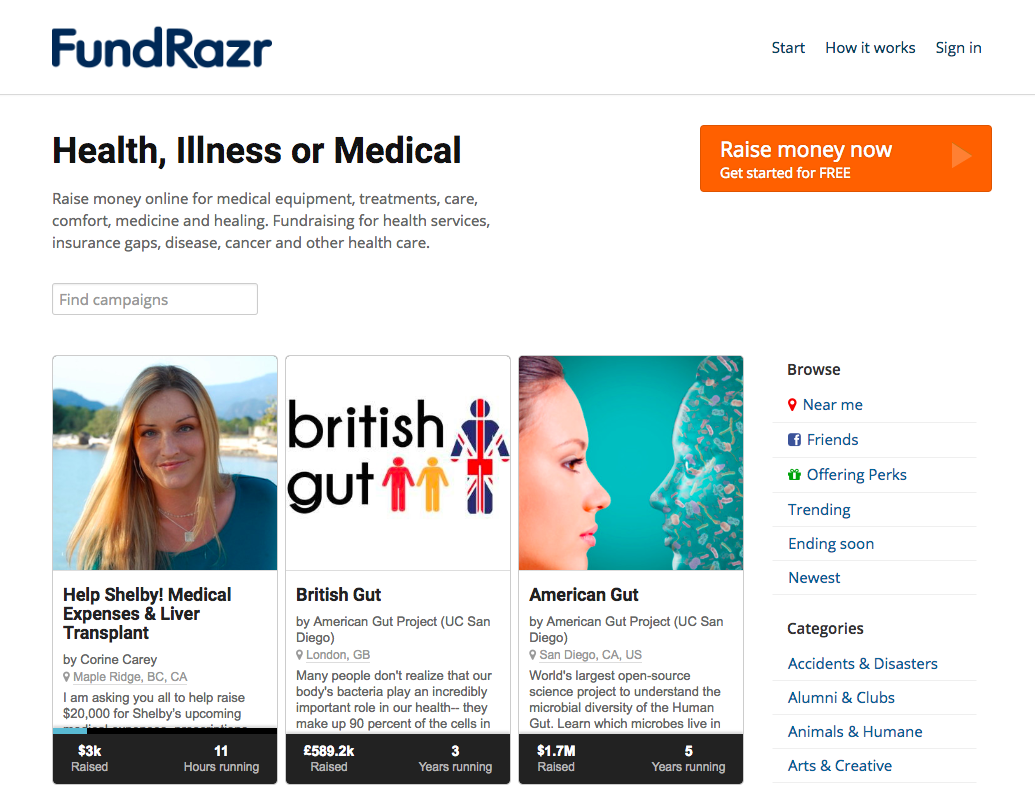 FundRazr
Start How it works Sign in
Health, Illness or Medical
Raise money online for medical equipment, treatments, care,
comfort, medicine and healing. Fundraising for health services,
insurance gaps, disease, cancer and other health care.
Raise money now
Get started for FREE
Find campaigns
Help Shelby! Medical
Expenses & Liver
Transplant
by Corine Carey
Maple Ridge, BC, CA
I am asking you all to help raise
$20,000 for Shelby's upcoming
medical expenses, prescriptions
$3k
Raised
11
Hours running
british
gut
British Gut
by American Gut Project (UC San
Diego)
London, GB
Many people don't realize that our
body's bacteria play an incredibly
important role in our health-- they
make up 90 percent of the cells in
£589.2k
Raised
3
Years running
American Gut
by American Gut Project (UC San
Diego)
San Diego, CA, US
World's largest open-source
science project to understand the
microbial diversity of the Human
Gut. Learn which microbes live in
$1.7M
Raised
5
Years running
Browse
Near me
Friends
Offering Perks
Trending
Ending soon
Newest
Categories
Accidents & Disasters
Alumni & Clubs
Animals & Humane
Arts & Creative